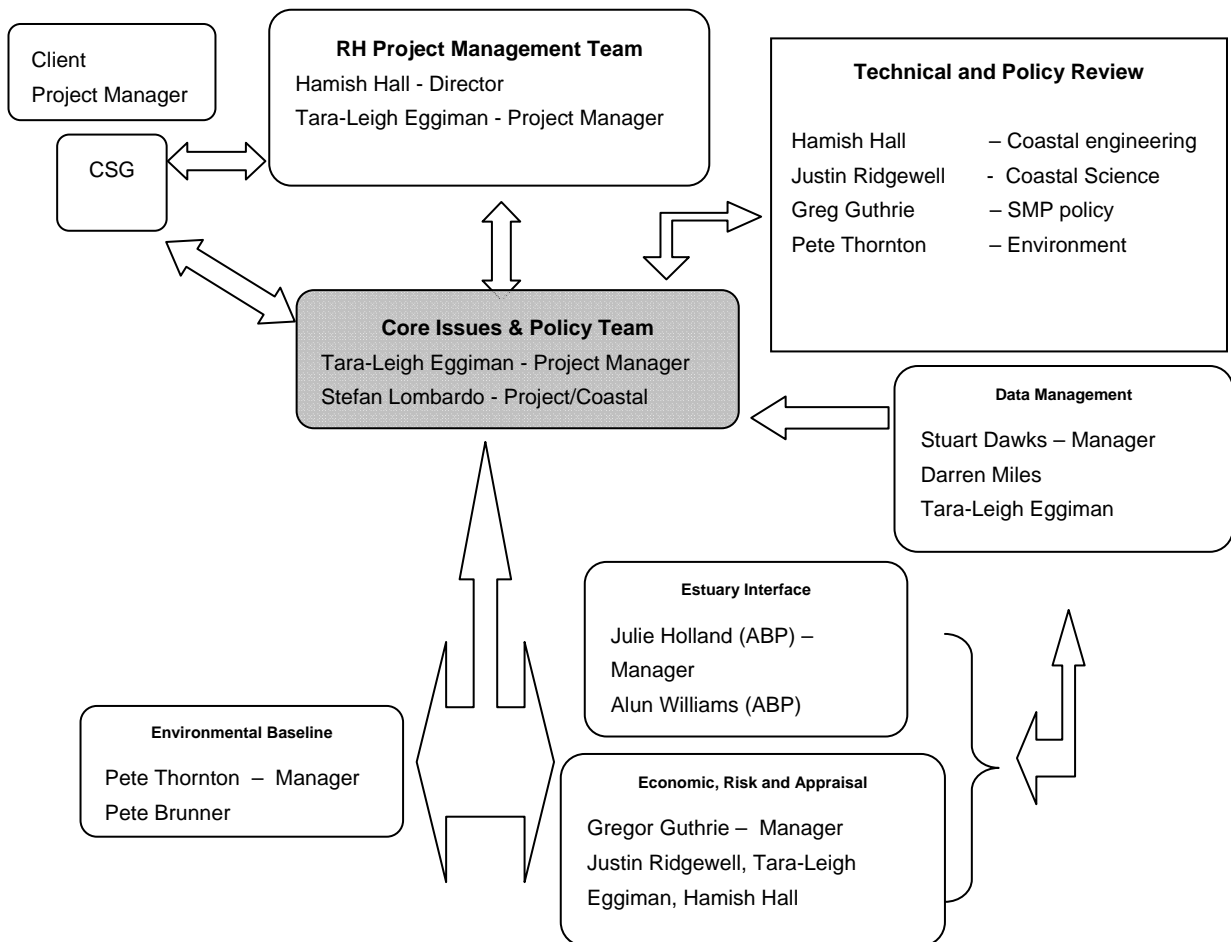 Client
Project Manager
CSG
RH Project Management Team
Hamish Hall - Director
Tara-Leigh Eggiman - Project Manager
Technical and Policy Review
Hamish Hall – Coastal engineering
Justin Ridgewell - Coastal Science
Greg Guthrie – SMP policy
Pete Thornton – Environment
Core Issues & Policy Team
Tara-Leigh Eggiman - Project Manager
Stefan Lombardo - Project/Coastal
Data Management
Stuart Dawks – Manager
Darren Miles
Tara-Leigh Eggiman
Estuary Interface
Julie Holland (ABP) –
Manager
Alun Williams (ABP)
Environmental Baseline
Pete Thornton – Manager
Pete Brunner
Economic, Risk and Appraisal
Gregor Guthrie – Manager
Justin Ridgewell, Tara-Leigh
Eggiman, Hamish Hall